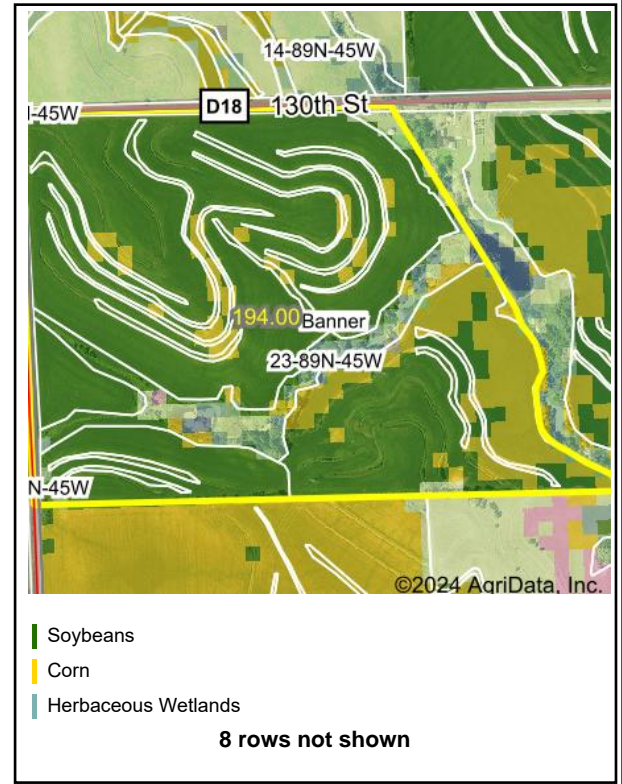 14-89N-45W
D18 130th St
-45W
194.00 Banner
23-89N-45W
N-45W
©2024 AgriData, Inc.
Soybeans
Corn
Herbaceous Wetlands
8 rows not shown